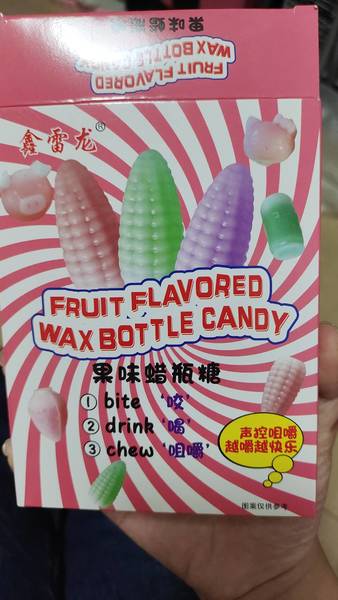 果味蜡瓶糖
FRUIT FLAVORED
WAX BOTTLE CANDY
鑫雷龙®
FRUIT FLAVORED
WAX BOTTLE CANDY
果味蜡瓶糖
① bite ‘咬’
② drink ‘喝’
③ chew ‘咀嚼’
声控咀嚼
越嚼越快乐
图案仅供参考